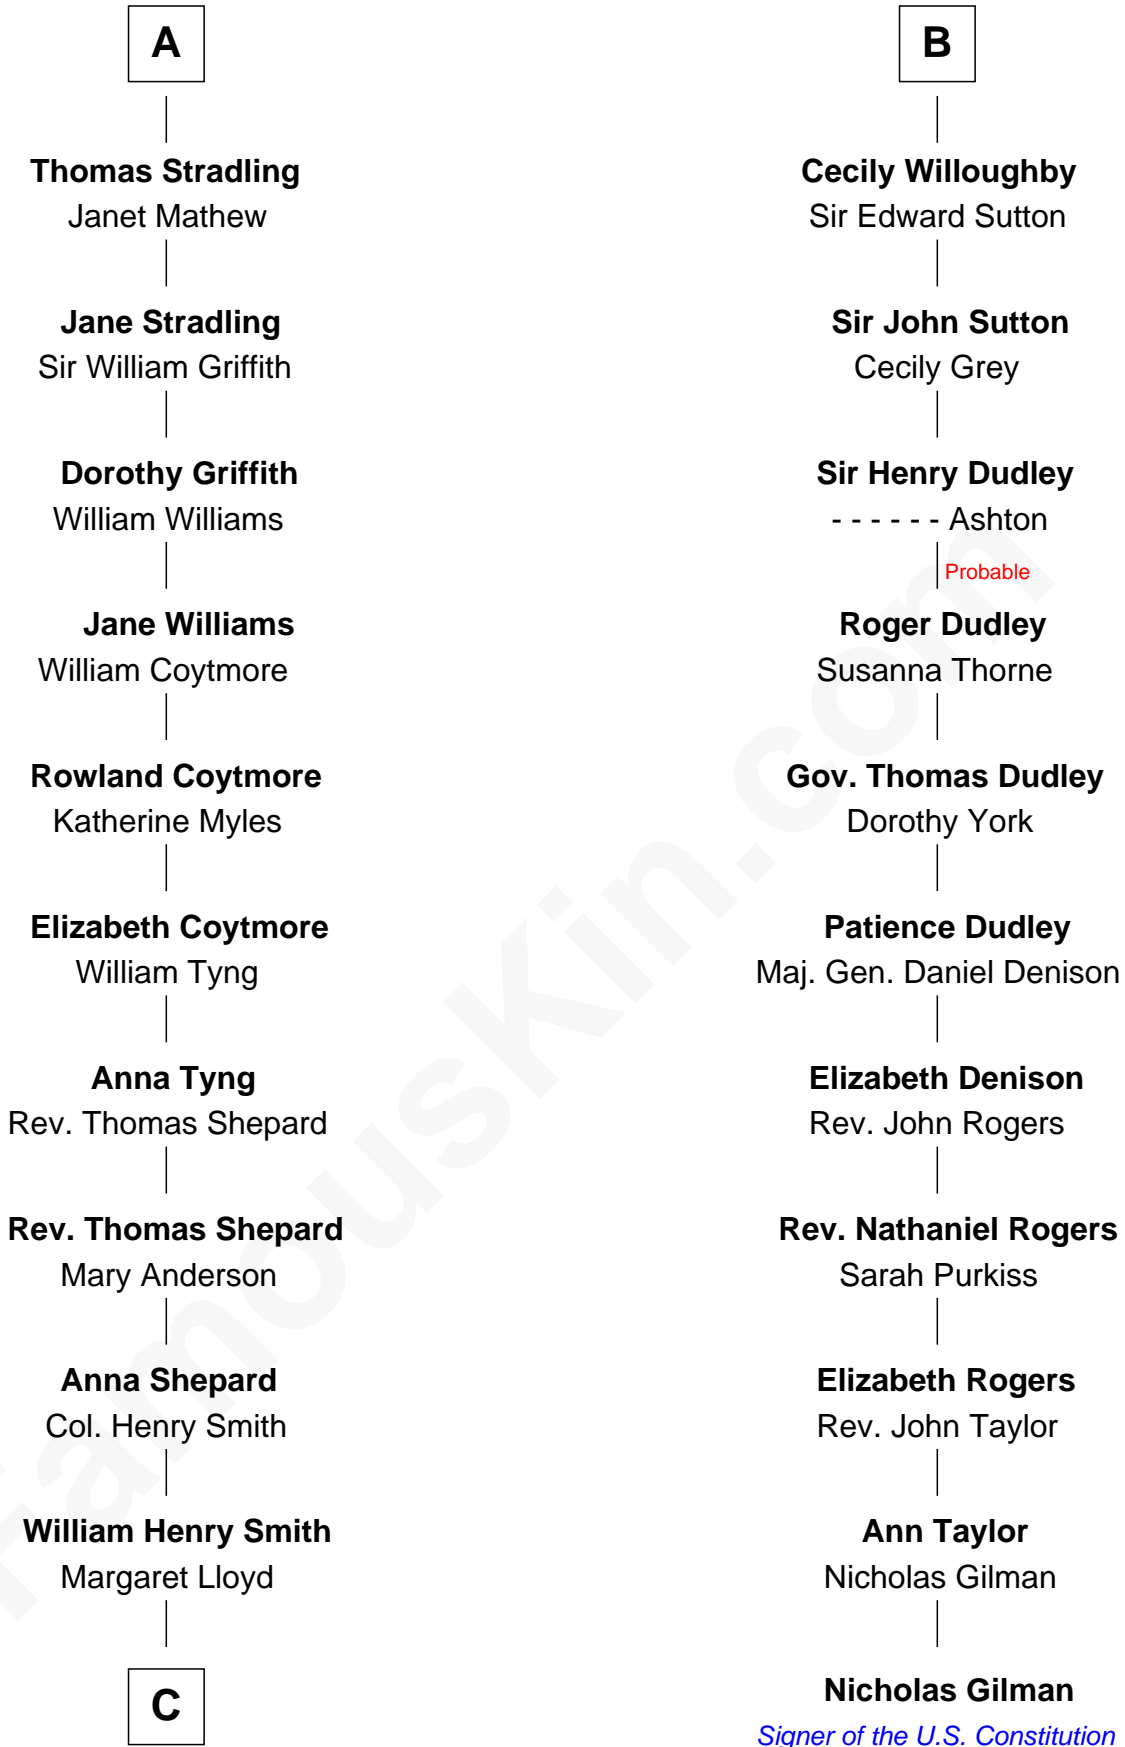 A
Thomas Stradling
Janet Mathew
Jane Stradling
Sir William Griffith
Dorothy Griffith
William Williams
Jane Williams
William Coytmore
Rowland Coytmore
Katherine Myles
Elizabeth Coytmore
William Tyng
Anna Tyng
Rev. Thomas Shepard
Rev. Thomas Shepard
Mary Anderson
Anna Shepard
Col. Henry Smith
William Henry Smith
Margaret Lloyd
C
B
Cecily Willoughby
Sir Edward Sutton
Sir John Sutton
Cecily Grey
Sir Henry Dudley
- - - - - - Ashton
Probable
Roger Dudley
Susanna Thorne
Gov. Thomas Dudley
Dorothy York
Patience Dudley
Maj. Gen. Daniel Denison
Elizabeth Denison
Rev. John Rogers
Rev. Nathaniel Rogers
Sarah Purkiss
Elizabeth Rogers
Rev. John Taylor
Ann Taylor
Nicholas Gilman
Nicholas Gilman
Signer of the U.S. Constitution
FamousKin.com